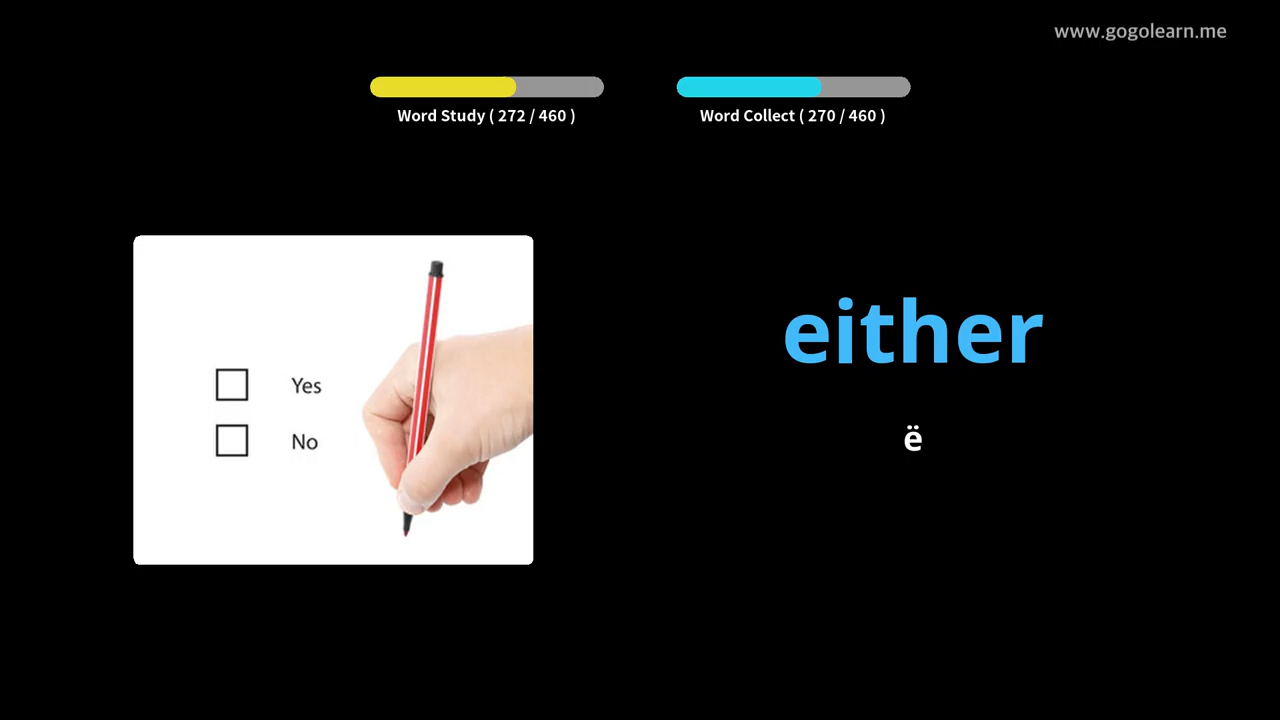 www.gogolearn.me
Word Study ( 272 / 460 )
Word Collect ( 270 / 460 )
either
ë
Yes
No